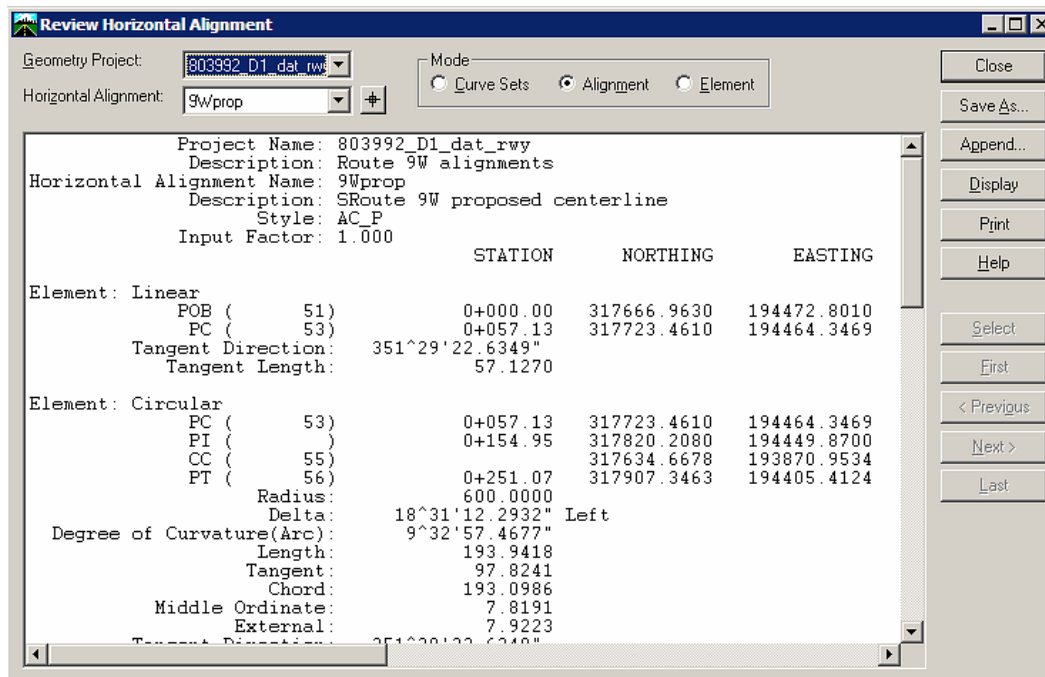 Review Horizontal Alignment
Geometry Project: 803992_D1_dat_rw
Mode
Curve Sets Alignment Element
Horizontal Alignment: 9Wprop
Close
Save As...
Append...
Display
Print
Help
Select
First
< Previous
Next >
Last
Project Name: 803992_D1_dat_rwy
Description: Route 9W alignments
Horizontal Alignment Name: 9Wprop
Description: SRoute 9W proposed centerline
Style: AC_P
Input Factor: 1.000
STATION NORTHING EASTING
Element: Linear
POB ( 51) 0+000.00 317666.9630 194472.8010
PC ( 53) 0+057.13 317723.4610 194464.3469
Tangent Direction: 351^29'22.6349"
Tangent Length: 57.1270
Element: Circular
PC ( 53) 0+057.13 317723.4610 194464.3469
PI ( ) 0+154.95 317820.2080 194449.8700
CC ( 55) 317634.6678 193870.9534
PT ( 56) 0+251.07 317907.3463 194405.4124
Radius: 600.0000
Delta: 18^31'12.2932" Left
Degree of Curvature(Arc): 9^32'57.4677"
Length: 193.9418
Tangent: 97.8241
Chord: 193.0986
Middle Ordinate: 7.8191
External: 7.9223
Tangent Direction: 351^29'22.6349"